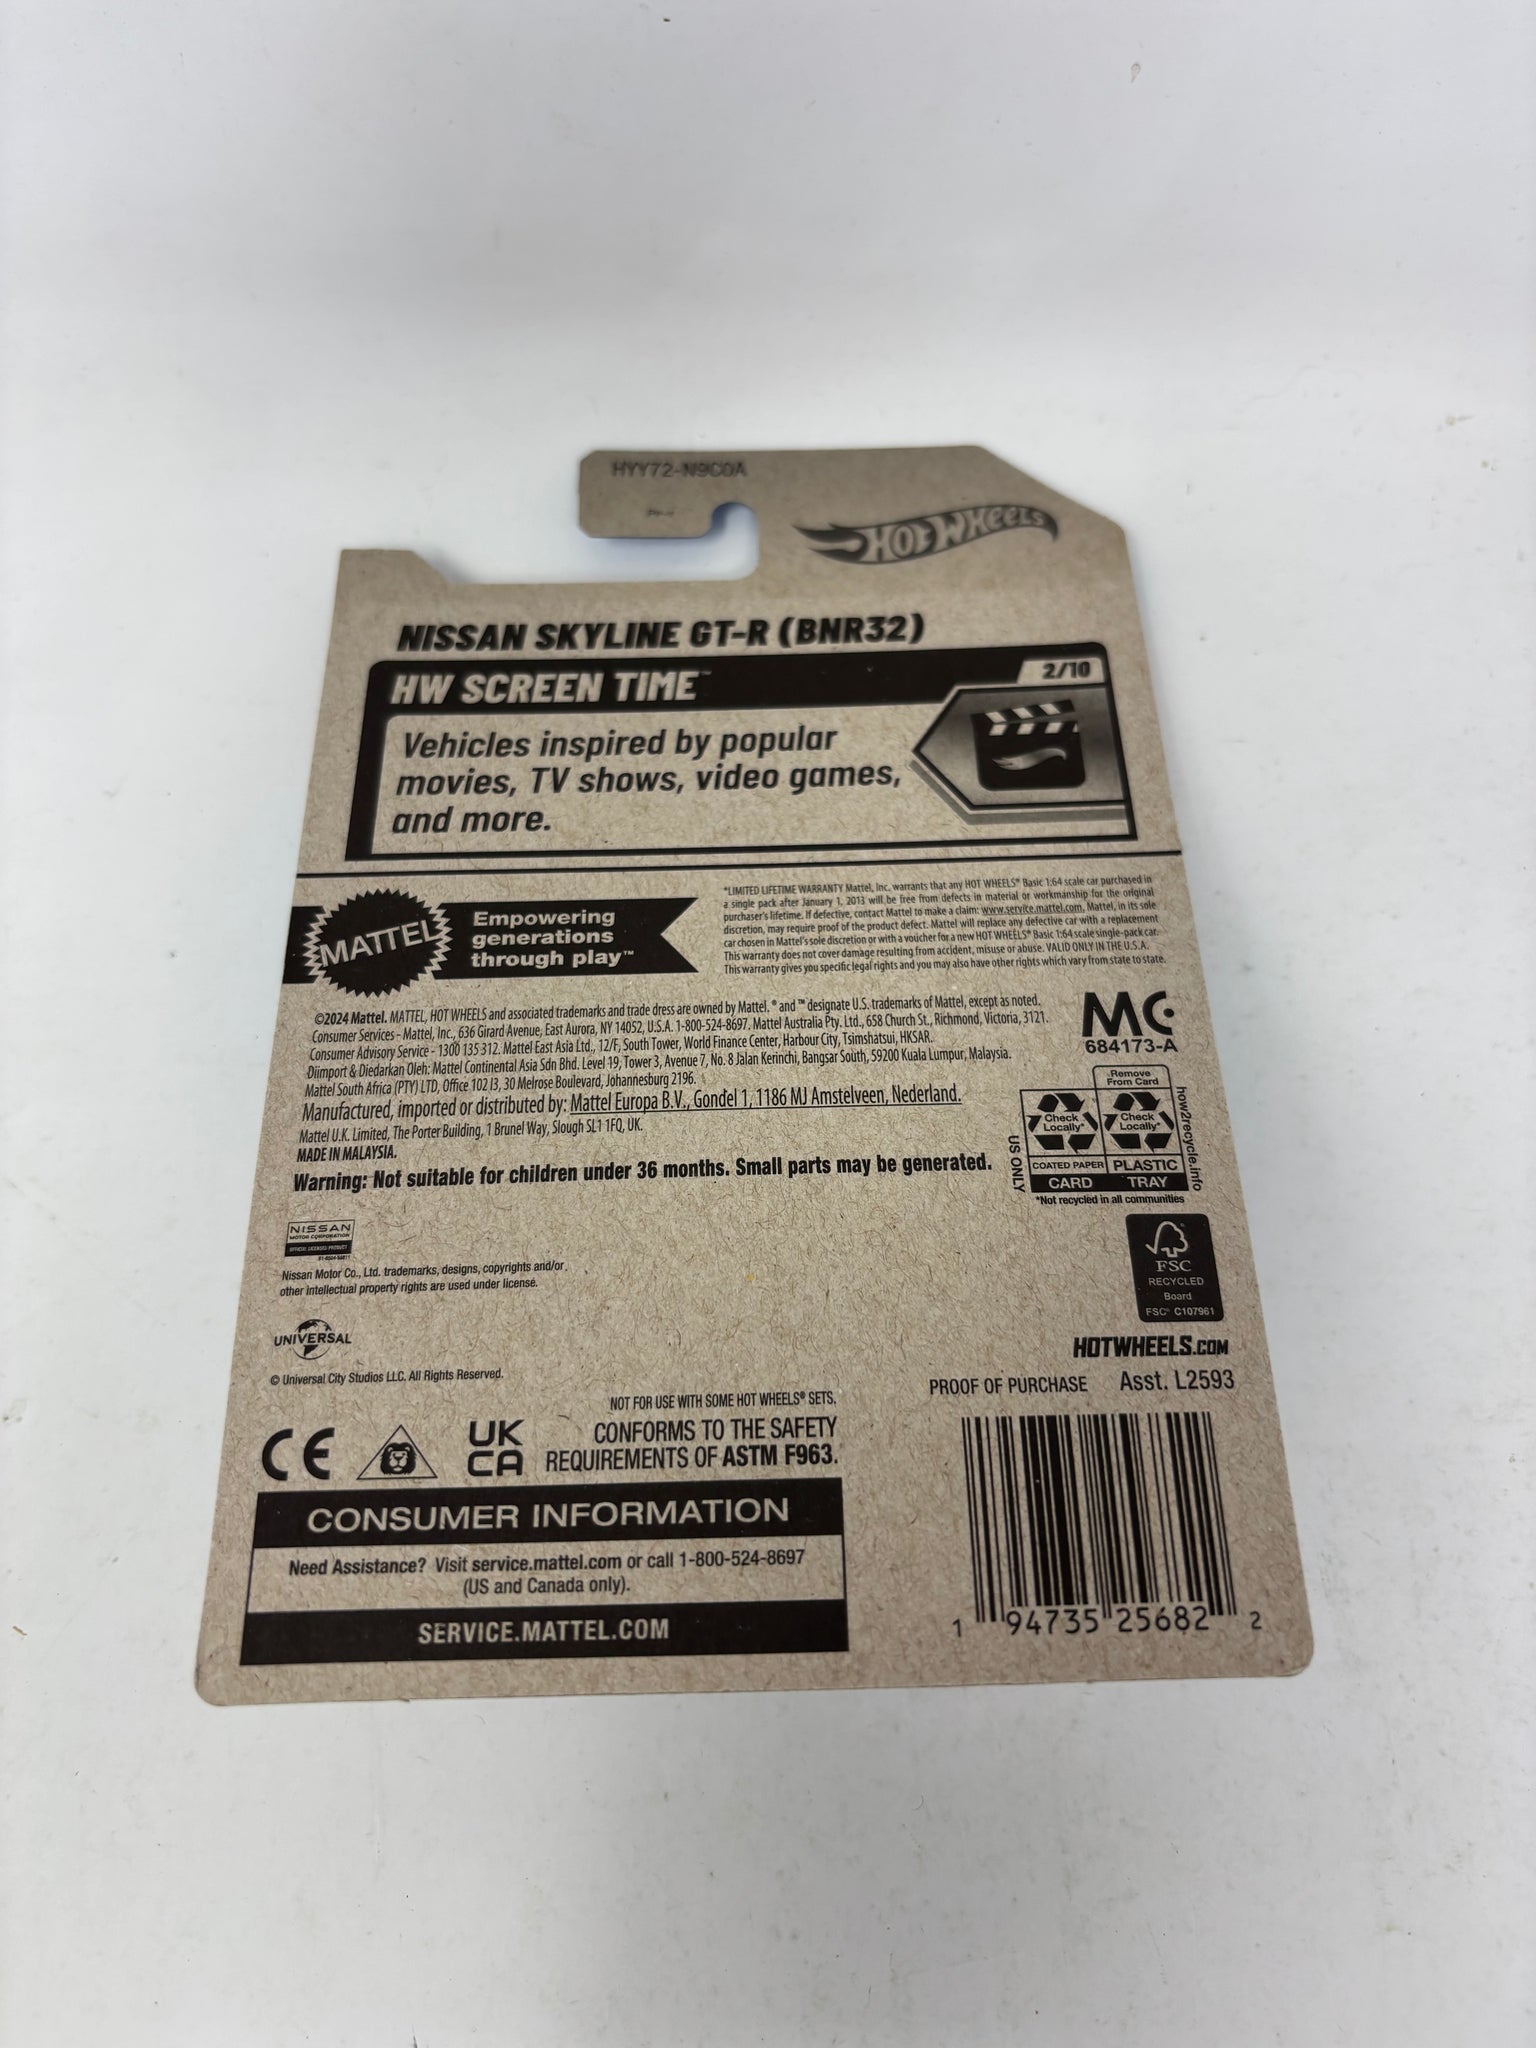 HYY72-N9C0A
HOT WHEELS
NISSAN SKYLINE GT-R (BNR32)
HW SCREEN TIME™
2/10
Vehicles inspired by popular
movies, TV shows, video games,
and more.
MATTEL
Empowering
generations
through play™
*LIMITED LIFETIME WARRANTY Mattel, Inc. warrants that any HOT WHEELS® Basic 1:64 scale car purchased in
a single pack after January 1, 2013 will be free from defects in material or workmanship for the original
purchaser's lifetime. If defective, contact Mattel to make a claim: www.service.mattel.com. Mattel, in its sole
discretion, may require proof of the product defect. Mattel will replace any defective car with a replacement
car chosen in Mattel's sole discretion or with a voucher for a new HOT WHEELS® Basic 1:64 scale single-pack car.
This warranty does not cover damage resulting from accident, misuse or abuse. VALID ONLY IN THE U.S.A.
This warranty gives you specific legal rights and you may also have other rights which vary from state to state.
©2024 Mattel. MATTEL, HOT WHEELS and associated trademarks and trade dress are owned by Mattel. ® and ™ designate U.S. trademarks of Mattel, except as noted.
Consumer Services - Mattel, Inc., 636 Girard Avenue, East Aurora, NY 14052, U.S.A. 1-800-524-8697. Mattel Australia Pty. Ltd., 658 Church St., Richmond, Victoria, 3121.
Consumer Advisory Service - 1300 135 312. Mattel East Asia Ltd., 12/F, South Tower, World Finance Center, Harbour City, Tsimshatsui, HKSAR.
Diimport & Diedarkan Oleh: Mattel Continental Asia Sdn Bhd. Level 19, Tower 3, Avenue 7, No. 8 Jalan Kerinchi, Bangsar South, 59200 Kuala Lumpur, Malaysia.
Mattel South Africa (PTY) LTD, Office 102 I3, 30 Melrose Boulevard, Johannesburg 2196.
Manufactured, imported or distributed by: Mattel Europa B.V., Gondel 1, 1186 MJ Amstelveen, Nederland.
Mattel U.K. Limited, The Porter Building, 1 Brunel Way, Slough SL1 1FQ, UK.
MADE IN MALAYSIA.
Warning: Not suitable for children under 36 months. Small parts may be generated.
MC
684173-A
Remove
From Card
Check
Locally*
Check
Locally*
COATED PAPER
PLASTIC
CARD
TRAY
US ONLY
how2recycle.info
*Not recycled in all communities
NISSAN
MOTOR CORPORATION
OFFICIAL LICENSED PRODUCT
Nissan Motor Co., Ltd. trademarks, designs, copyrights and/or
other intellectual property rights are used under license.
FSC
RECYCLED
Board
FSC® C107961
UNIVERSAL
© Universal City Studios LLC. All Rights Reserved.
HOTWHEELS.COM
PROOF OF PURCHASE Asst. L2593
NOT FOR USE WITH SOME HOT WHEELS® SETS.
CE
UK
CA
CONFORMS TO THE SAFETY
REQUIREMENTS OF ASTM F963.
CONSUMER INFORMATION
Need Assistance? Visit service.mattel.com or call 1-800-524-8697
(US and Canada only).
SERVICE.MATTEL.COM
1 94735 25682 2